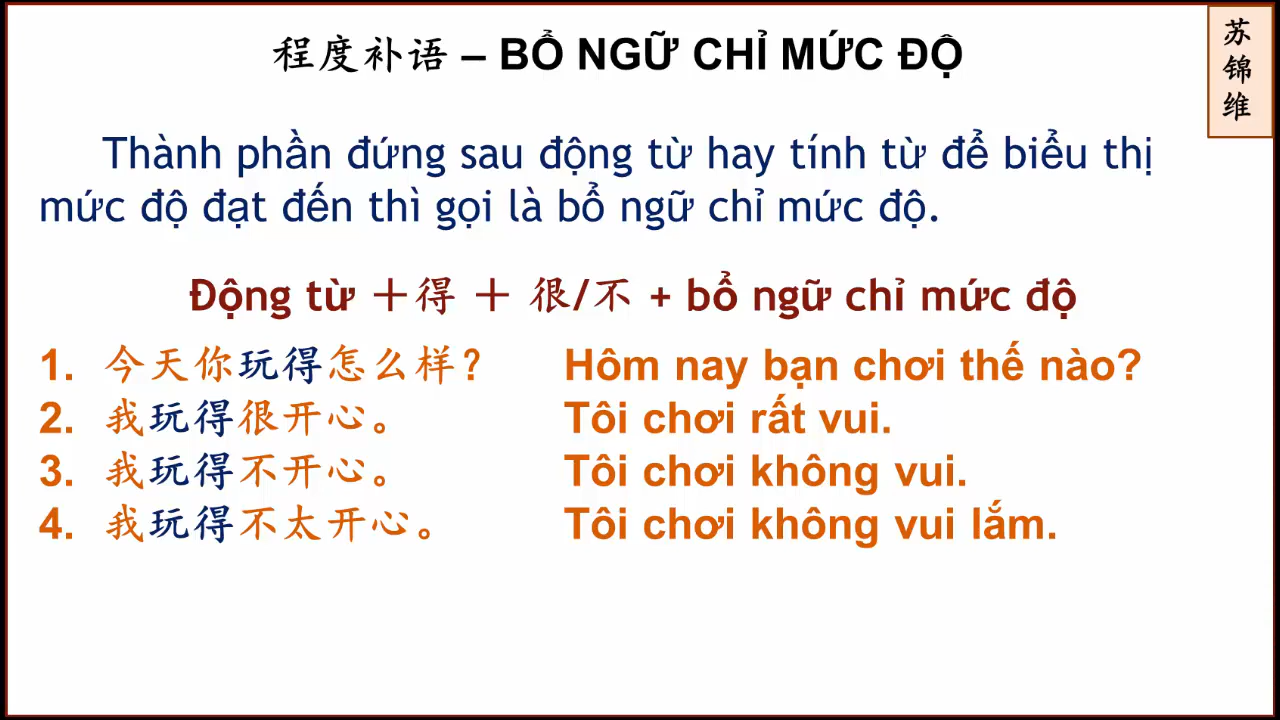 程度补语 – BỔ NGỮ CHỈ MỨC ĐỘ
苏锦维
Thành phần đứng sau động từ hay tính từ để biểu thị
mức độ đạt đến thì gọi là bổ ngữ chỉ mức độ.
Động từ ＋得 ＋ 很/不 + bổ ngữ chỉ mức độ
1. 今天你玩得怎么样? Hôm nay bạn chơi thế nào?
2. 我玩得很开心。 Tôi chơi rất vui.
3. 我玩得不开心。 Tôi chơi không vui.
4. 我玩得不太开心。 Tôi chơi không vui lắm.